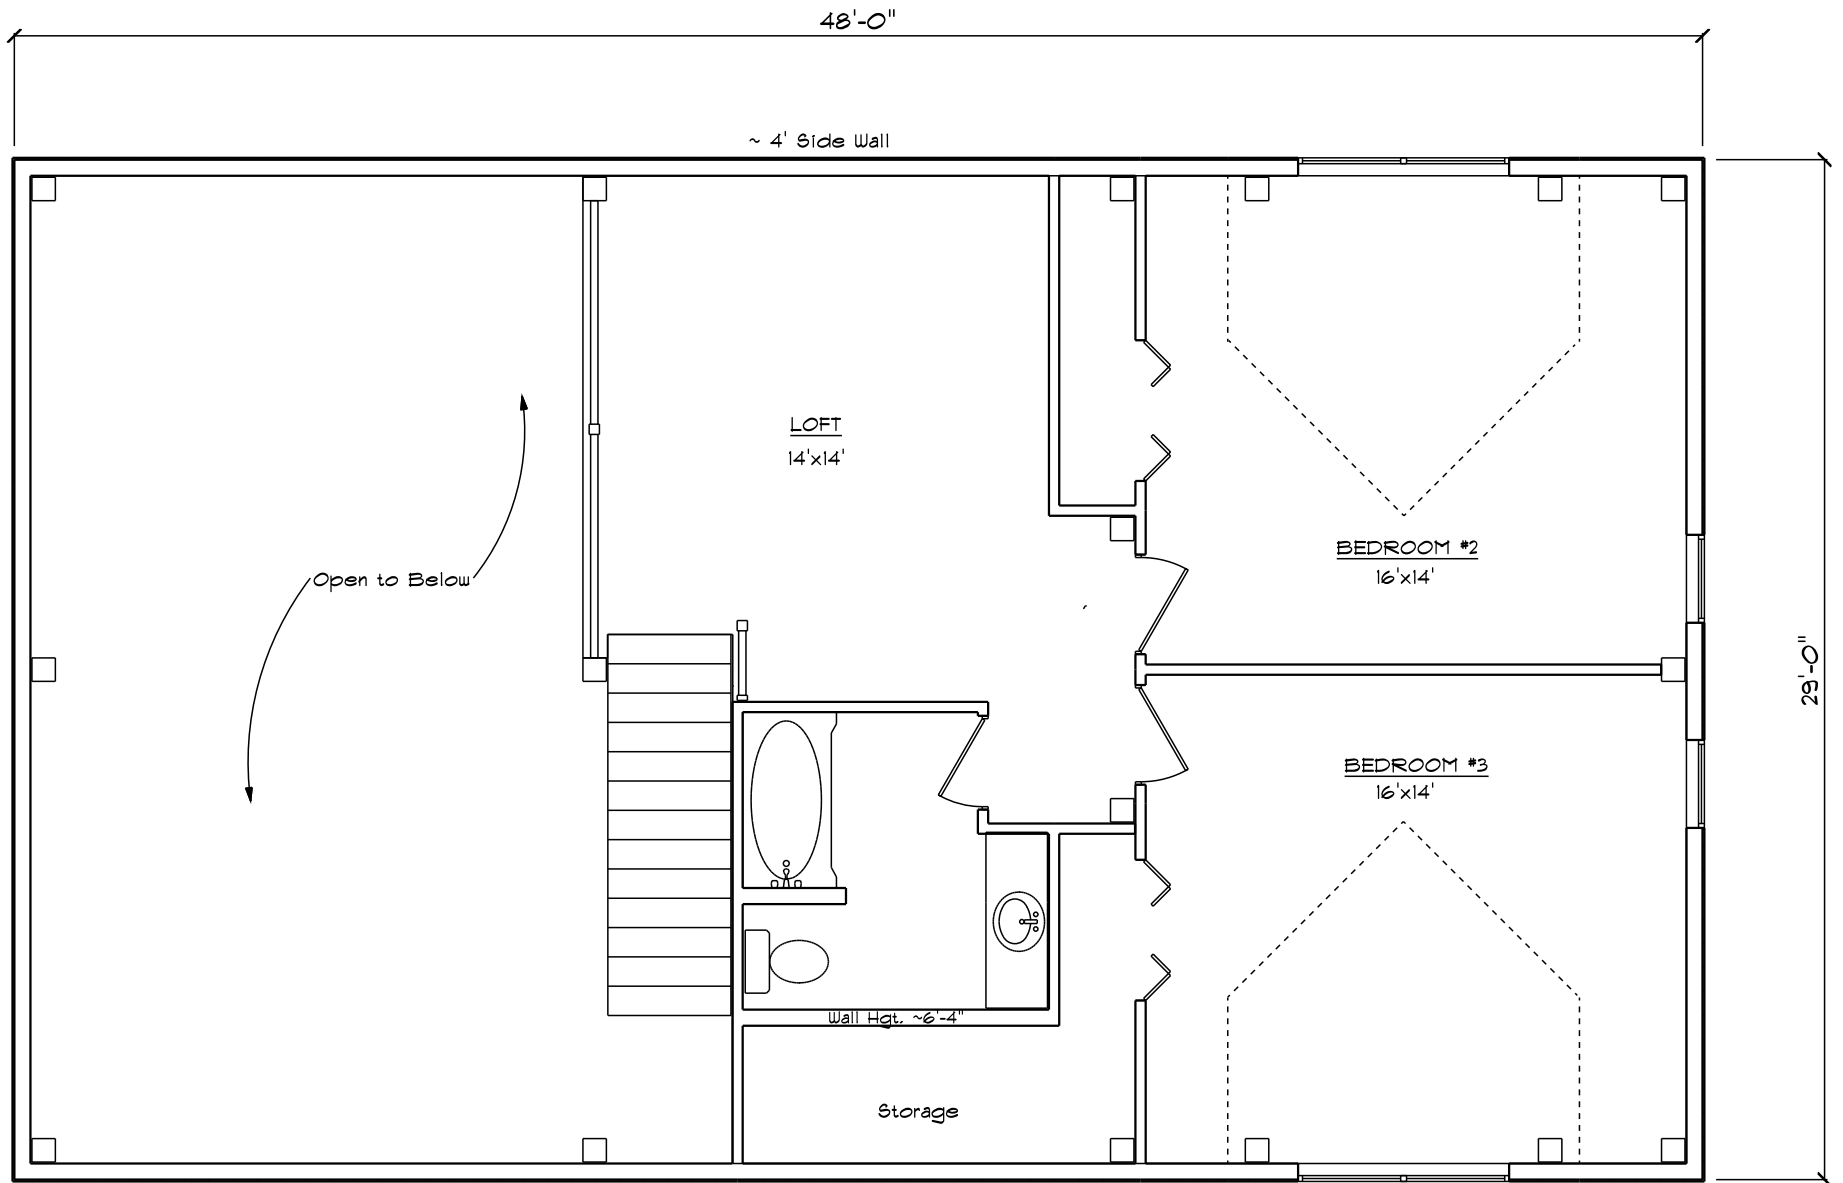 48'-0"
~ 4' Side Wall
LOFT
14'x14'
BEDROOM #2
16'x14'
Open to Below
29'-0"
BEDROOM #3
16'x14'
Wall Hgt. ~6'-4"
Storage